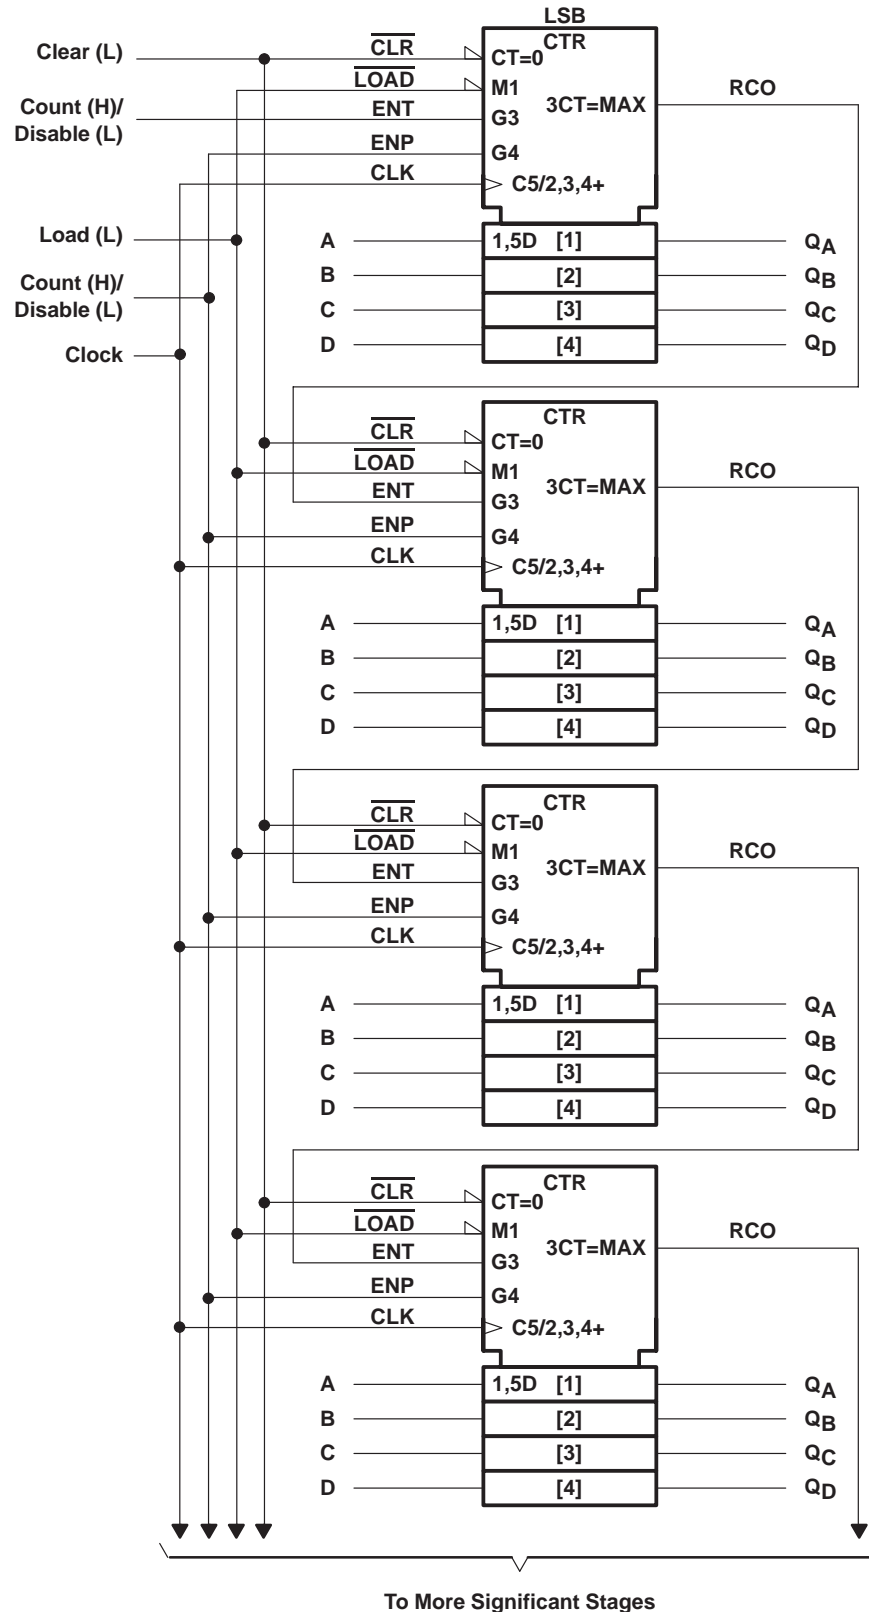 LSB
Clear (L)
CLR
CT=0
CTR
LOAD
M1
Count (H)/
Disable (L)
ENT
G3
3CT=MAX
RCO
ENP
G4
CLK
C5/2,3,4+
Load (L)
A
1,5D [1]
QA
Count (H)/
Disable (L)
B
[2]
QB
C
[3]
QC
Clock
D
[4]
QD
CTR
CLR
CT=0
LOAD
M1
ENT
G3
3CT=MAX
RCO
ENP
G4
CLK
C5/2,3,4+
A
1,5D [1]
QA
B
[2]
QB
C
[3]
QC
D
[4]
QD
CTR
CLR
CT=0
LOAD
M1
ENT
G3
3CT=MAX
RCO
ENP
G4
CLK
C5/2,3,4+
A
1,5D [1]
QA
B
[2]
QB
C
[3]
QC
D
[4]
QD
CTR
CLR
CT=0
LOAD
M1
ENT
G3
3CT=MAX
RCO
ENP
G4
CLK
C5/2,3,4+
A
1,5D [1]
QA
B
[2]
QB
C
[3]
QC
D
[4]
QD
To More Significant Stages